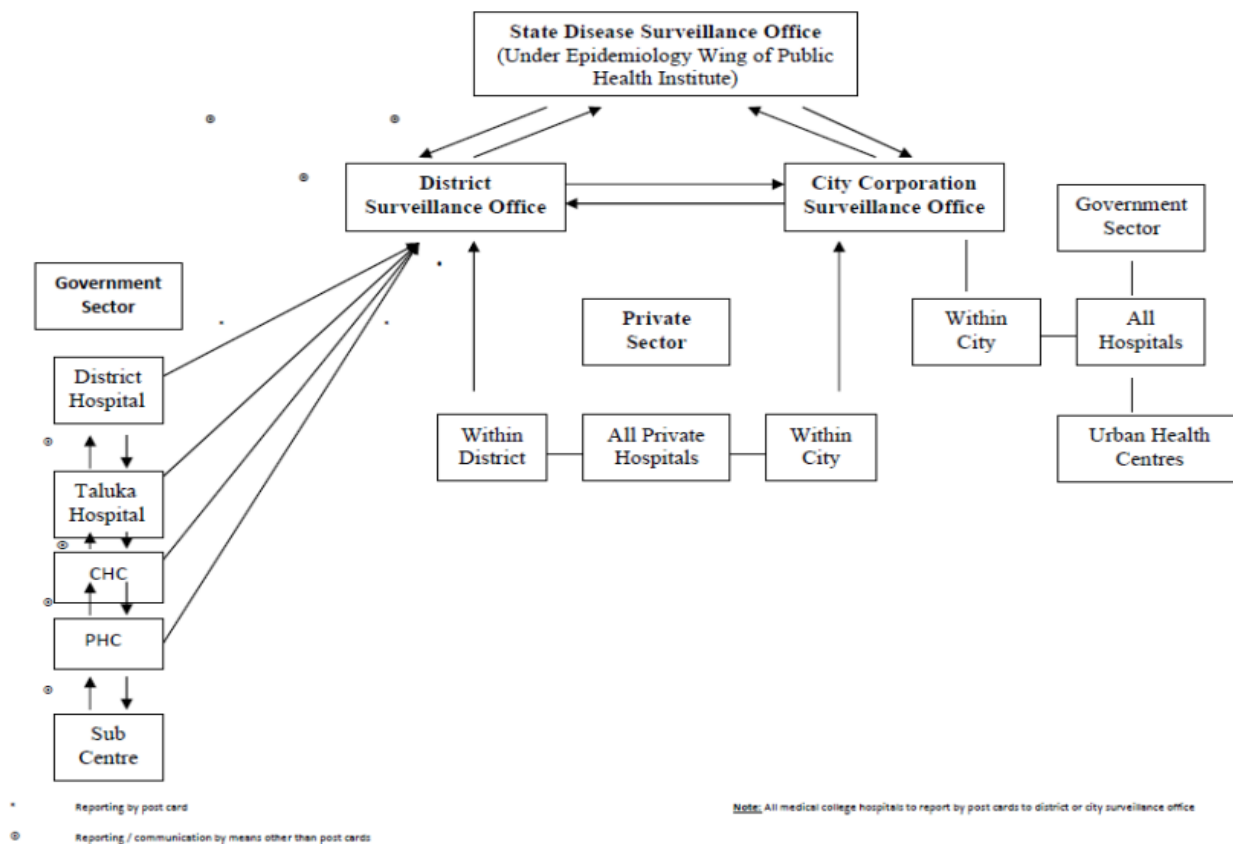 State Disease Surveillance Office
(Under Epidemiology Wing of Public
Health Institute)
District
Surveillance Office
City Corporation
Surveillance Office
Government
Sector
Government
Sector
Private
Sector
Within
City
All
Hospitals
District
Hospital
Within
District
All Private
Hospitals
Within
City
Urban Health
Centres
Taluka
Hospital
CHC
PHC
Sub
Centre
* Reporting by post card
Note: All medical college hospitals to report by post cards to district or city surveillance office
⦿ Reporting / communication by means other than post cards